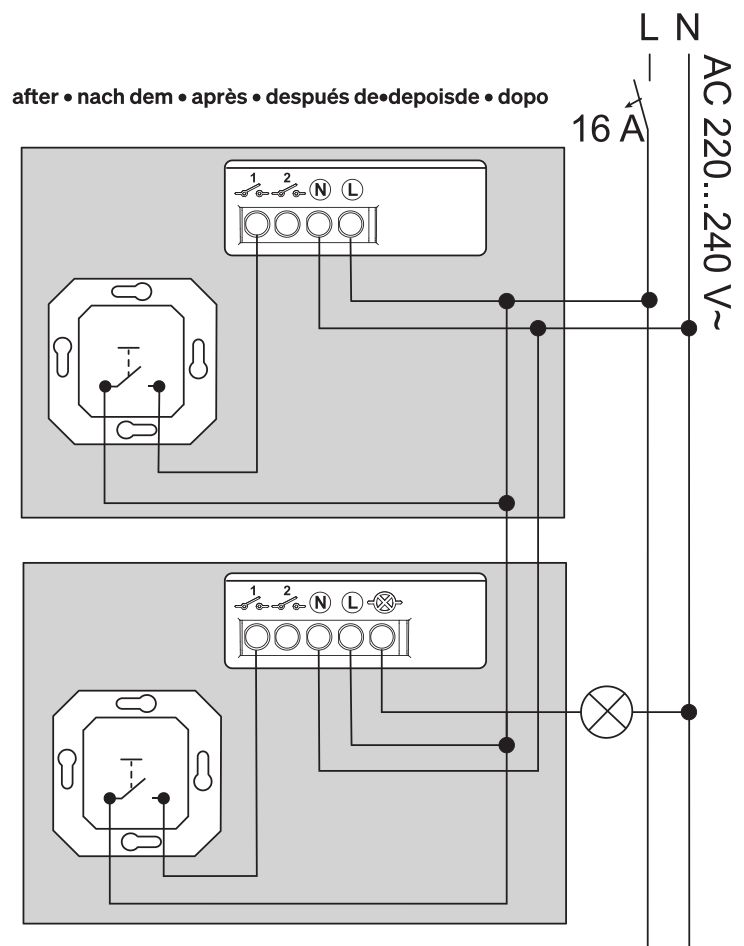 L N
after • nach dem • après • después de•depoisde • dopo
16 A
AC 220...240 V~
1 2 N L
1 2 N L